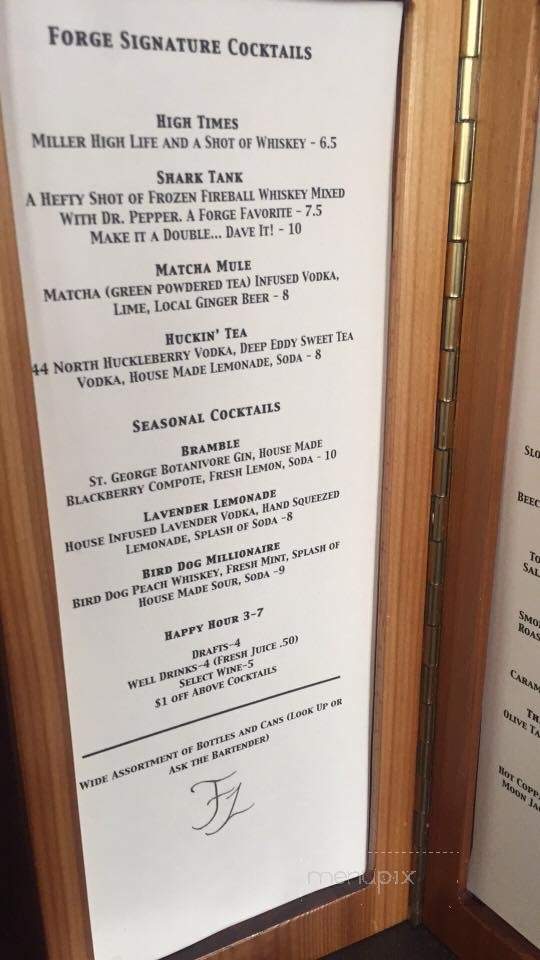 Forge Signature Cocktails
High Times
Miller High Life and a Shot of Whiskey - 6.5
Shark Tank
A Hefty Shot of Frozen Fireball Whiskey Mixed
With Dr. Pepper. A Forge Favorite - 7.5
Make it a Double... Dave It! - 10
Matcha Mule
Matcha (green powdered tea) Infused Vodka,
Lime, Local Ginger Beer - 8
Huckin' Tea
44 North Huckleberry Vodka, Deep Eddy Sweet Tea
Vodka, House Made Lemonade, Soda - 8
Seasonal Cocktails
Bramble
St. George Botanivore Gin, House Made
Blackberry Compote, Fresh Lemon, Soda - 10
Lavender Lemonade
House Infused Lavender Vodka, Hand Squeezed
Lemonade, Splash of Soda -8
Bird Dog Millionaire
Bird Dog Peach Whiskey, Fresh Mint, Splash of
House Made Sour, Soda -9
Happy Hour 3-7
Drafts-4
Well Drinks-4 (Fresh Juice .50)
Select Wine-5
$1 off Above Cocktails
Wide Assortment of Bottles and Cans (Look Up or
Ask the Bartender)
menupix
Olive
Hot
Moon